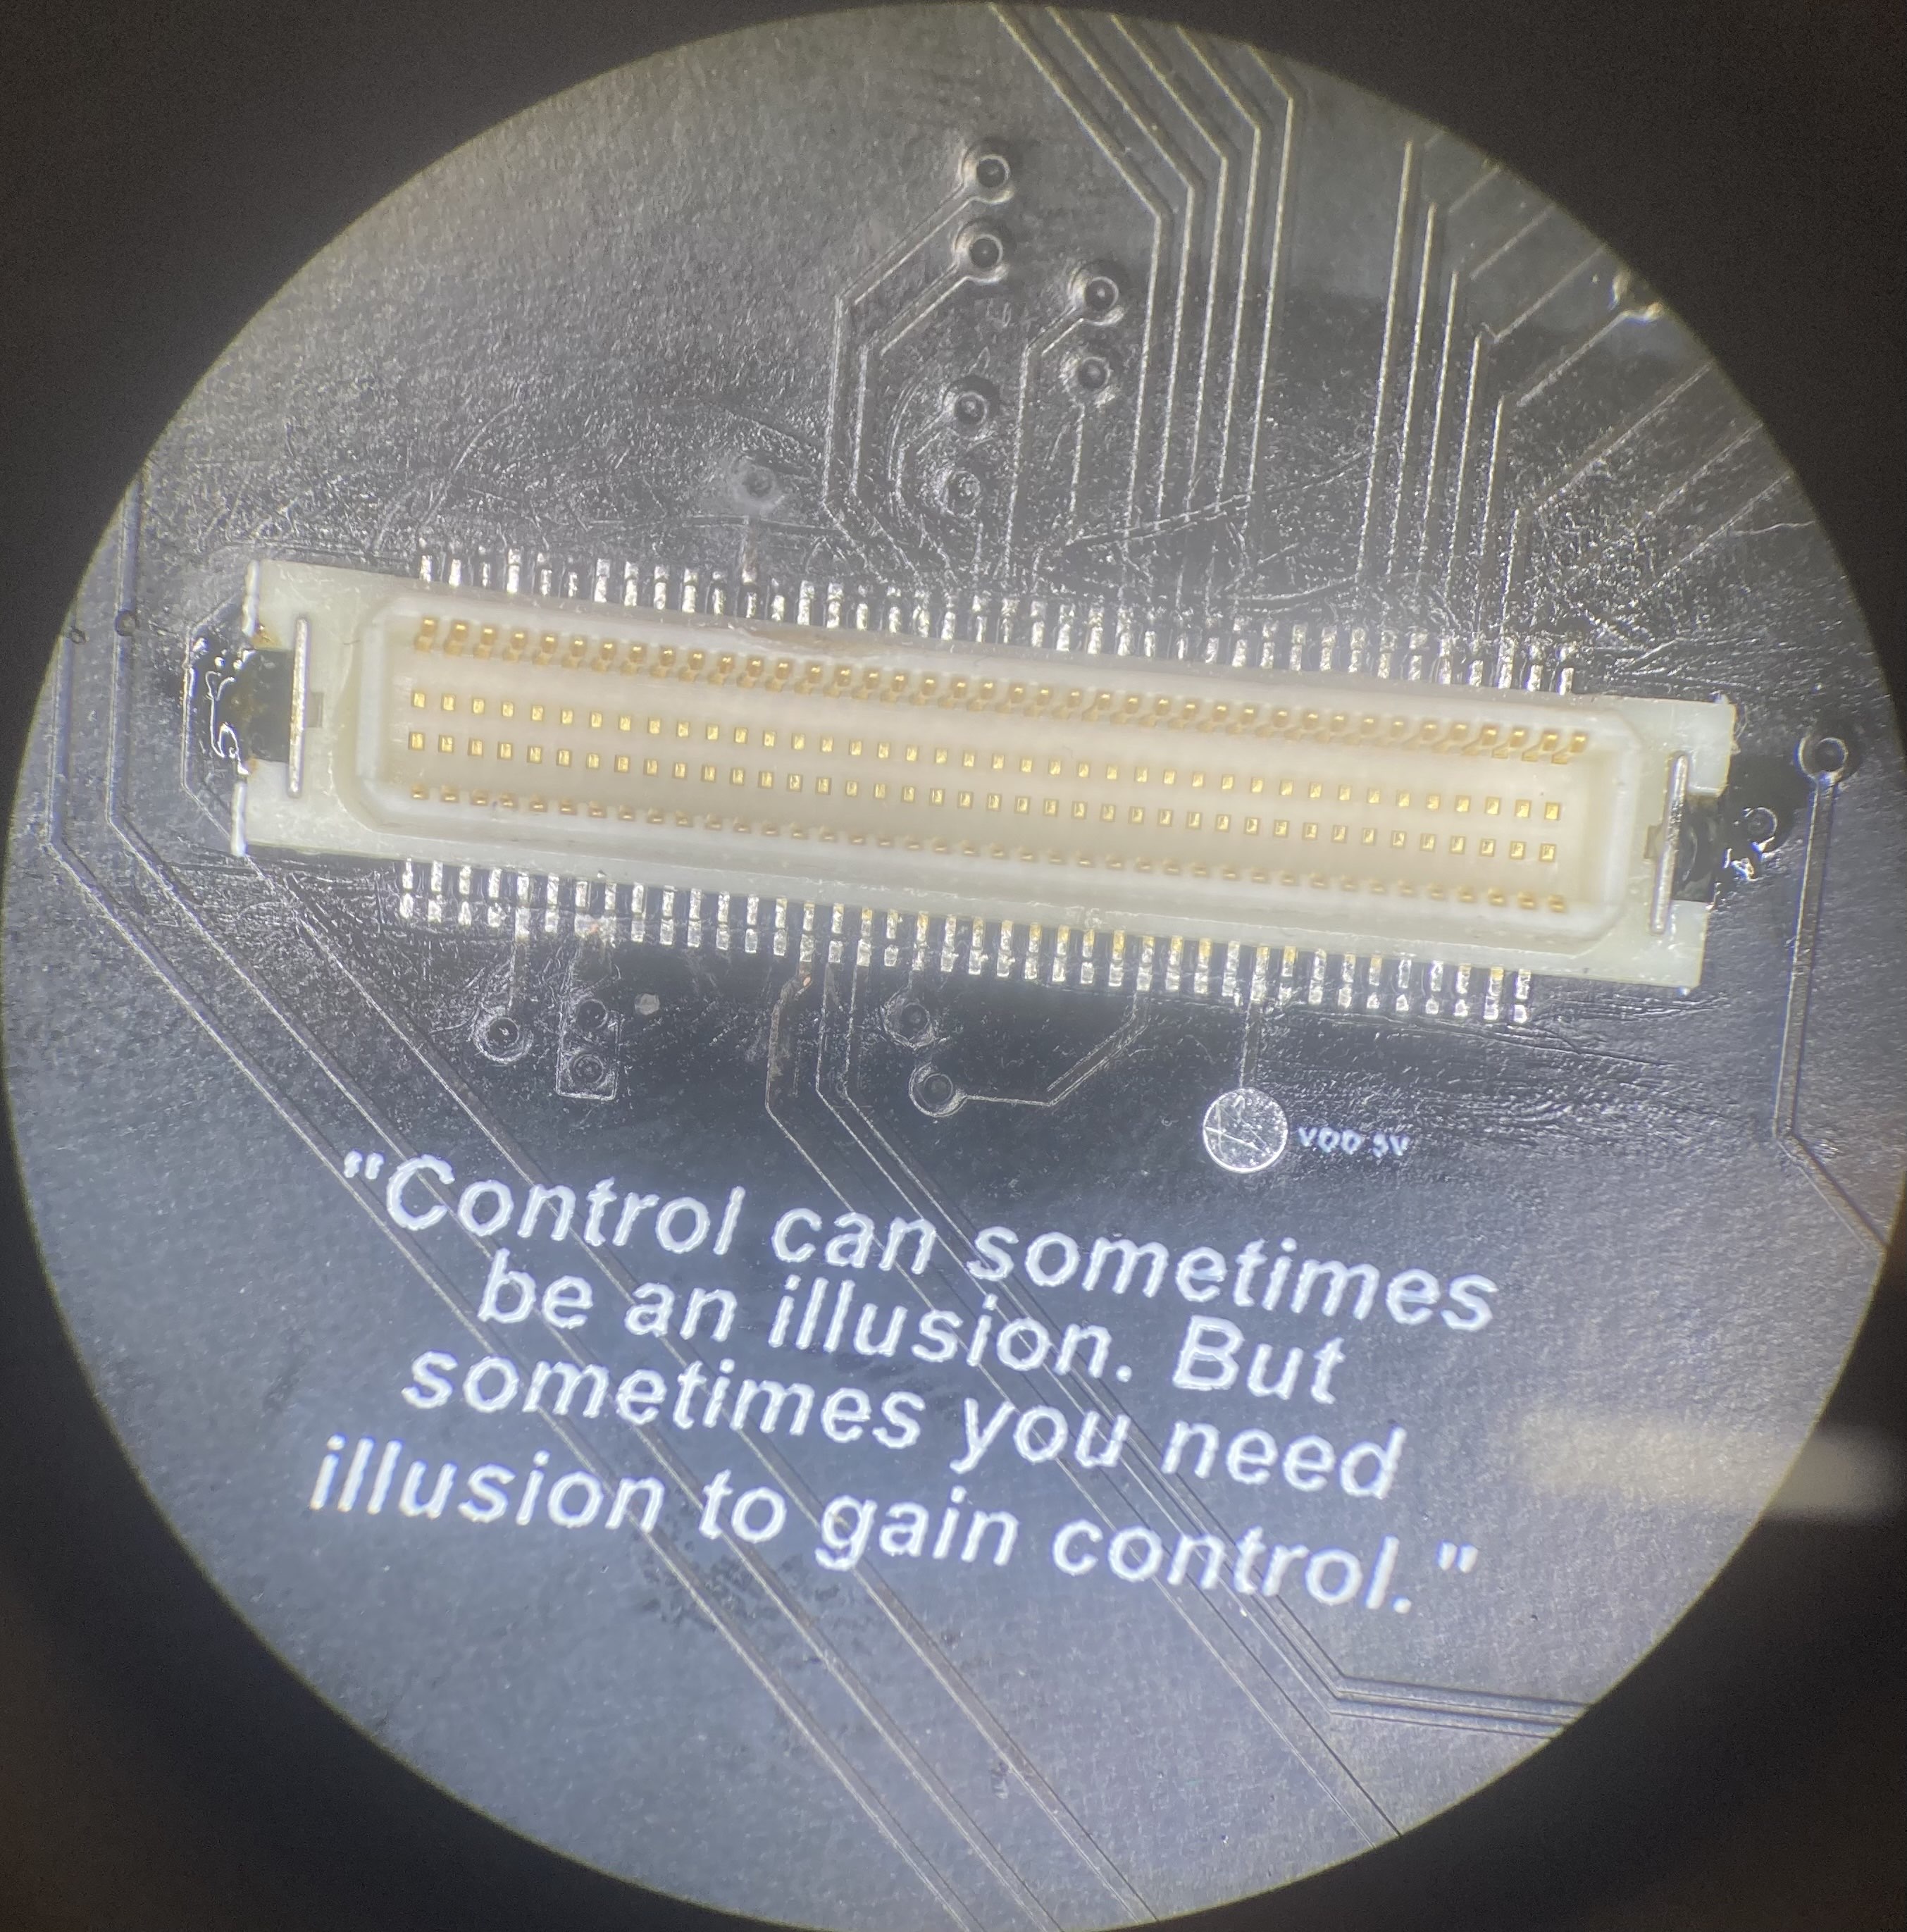 VDD 5V
"Control can sometimes
be an illusion. But
sometimes you need
illusion to gain control."